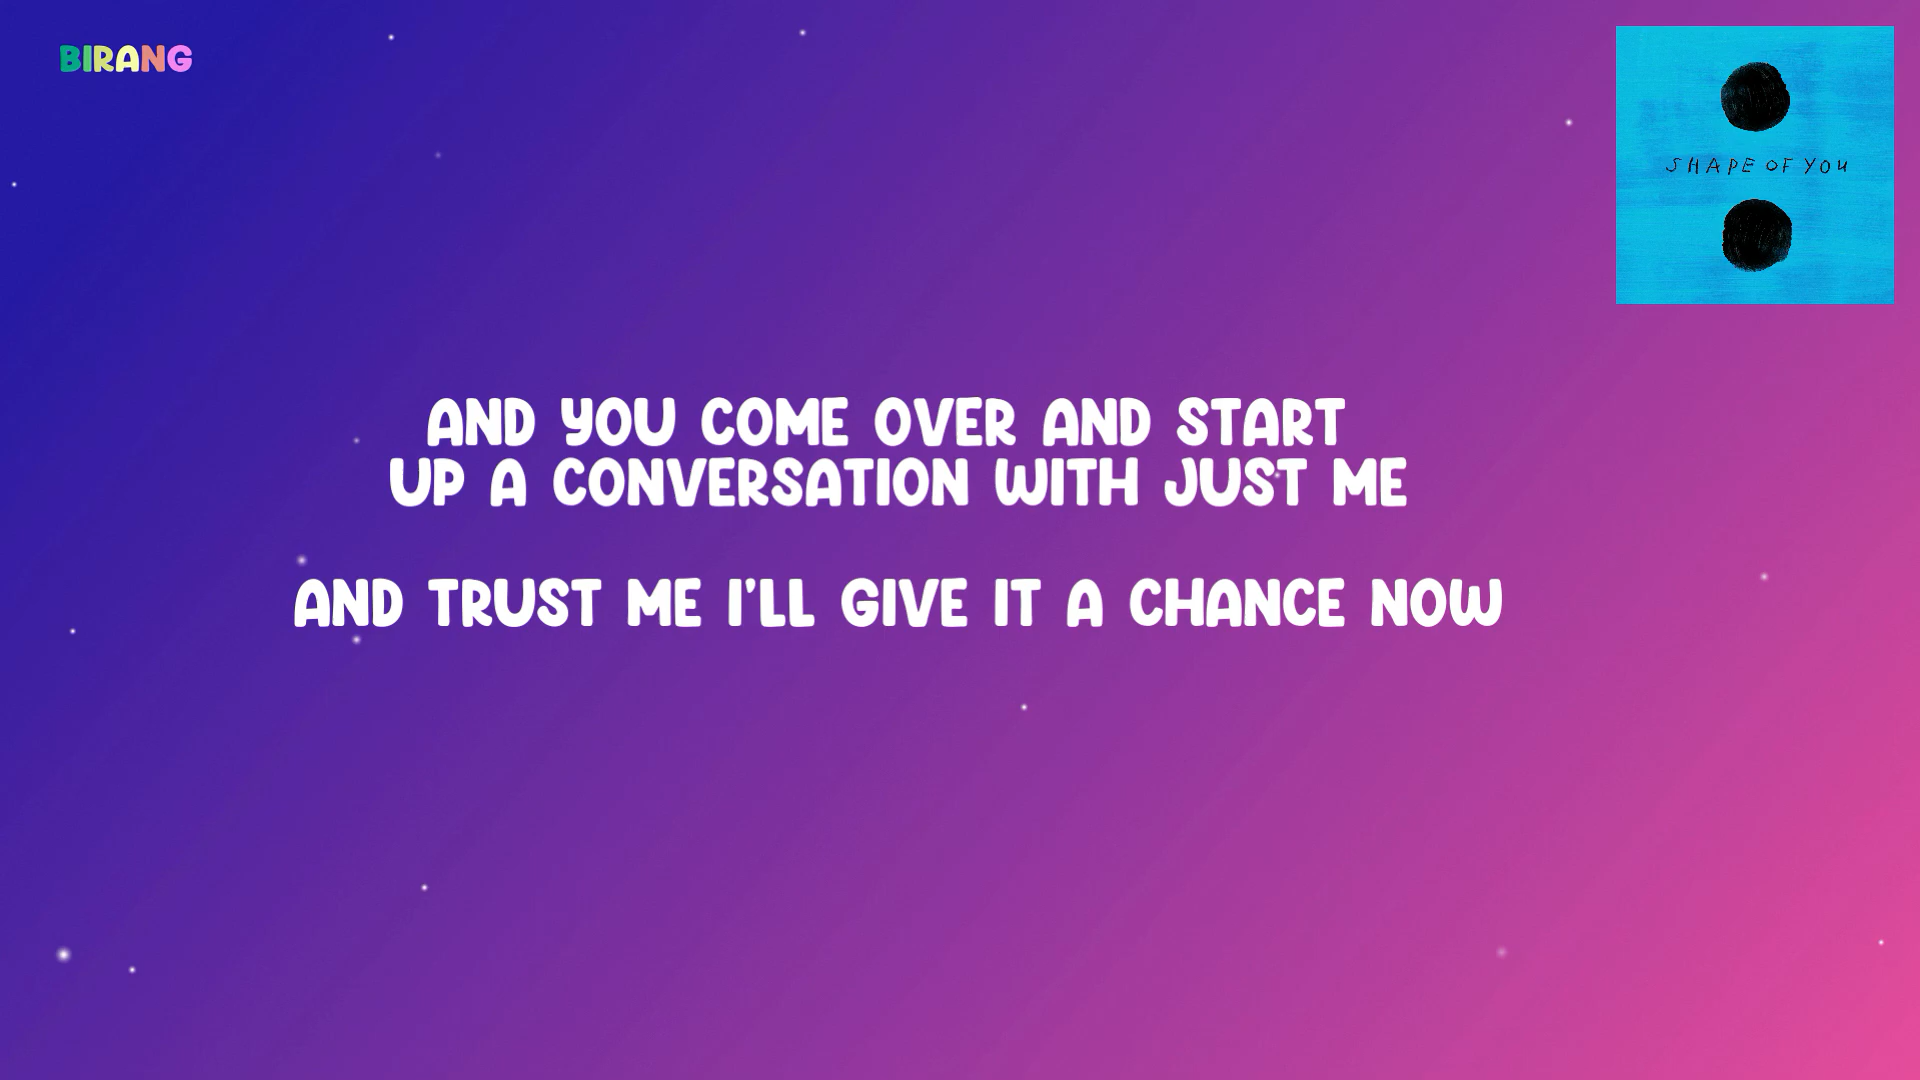 BIRANG
SHAPE OF YOU
AND YOU COME OVER AND START
UP A CONVERSATION WITH JUST ME
AND TRUST ME I'LL GIVE IT A CHANCE NOW